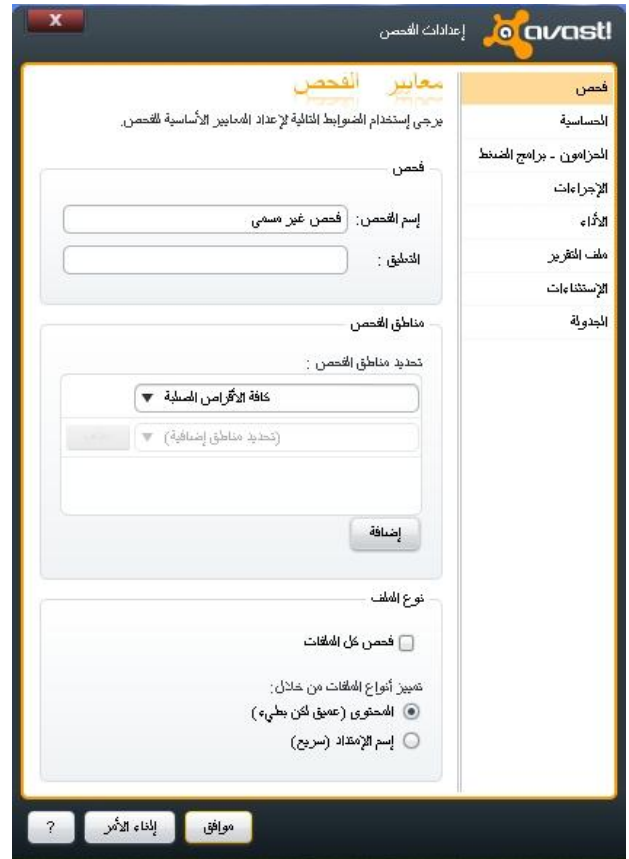 avast! إعدادات الفحص
X
فحص
الحساسية
الحزامون - برامج الضغط
الإجراءات
الأداء
ملف التقرير
الإستثناءات
الجدولة
معايير الفحص
يرجى إستخدام الضوابط التالية لإعداد المعايير الأساسية للفحص.
فحص
إسم الفحص: فحص غير مسمى
التعليق :
مناطق الفحص
تحديد مناطق الفحص :
كافة الأقراص الصلبة
(تحديد مناطق إضافية)
إضافة
نوع الملف
فحص كل الملفات
تمييز أنواع الملفات من خلال:
المحتوى (عميق لكن بطيء)
إسم الإمتداد (سريع)
موافق
إلغاء الأمر
?